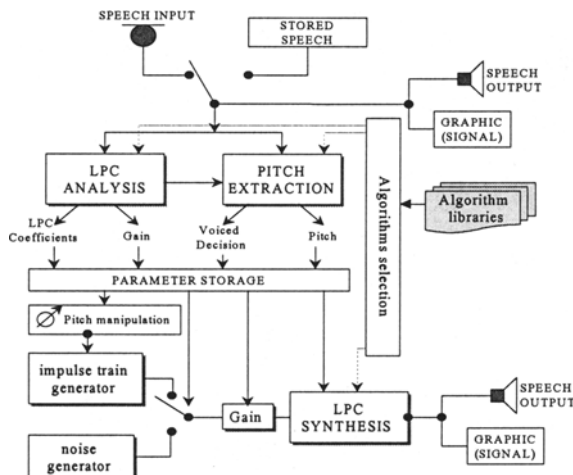 SPEECH INPUT
STORED
SPEECH
SPEECH
OUTPUT
GRAPHIC
(SIGNAL)
LPC
ANALYSIS
PITCH
EXTRACTION
Algorithms selection
Algorithm
libraries
LPC
Coefficients
Gain
Voiced
Decision
Pitch
PARAMETER STORAGE
Pitch manipulation
impulse train
generator
Gain
LPC
SYNTHESIS
SPEECH
OUTPUT
GRAPHIC
(SIGNAL)
noise
generator